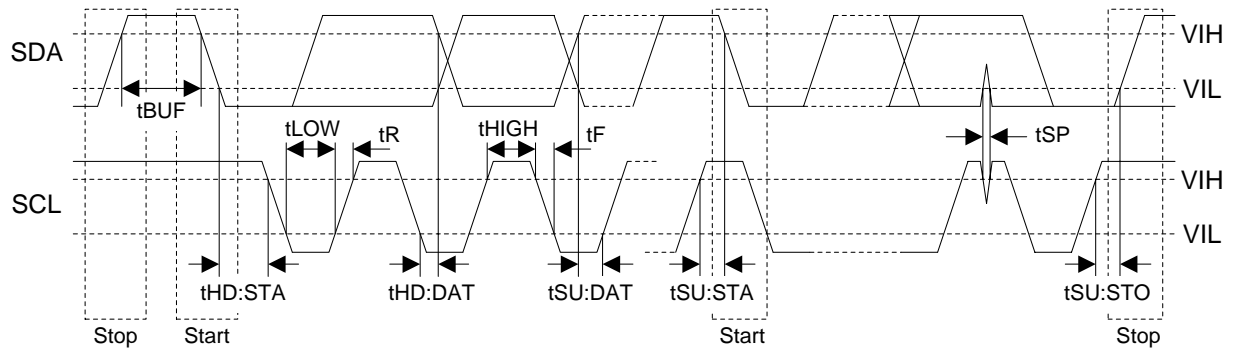 SDA
VIH
VIL
tBUF
tLOW
tR
tHIGH
tF
tSP
SCL
VIH
VIL
tHD:STA
tHD:DAT
tSU:DAT
tSU:STA
tSU:STO
Stop
Start
Start
Stop